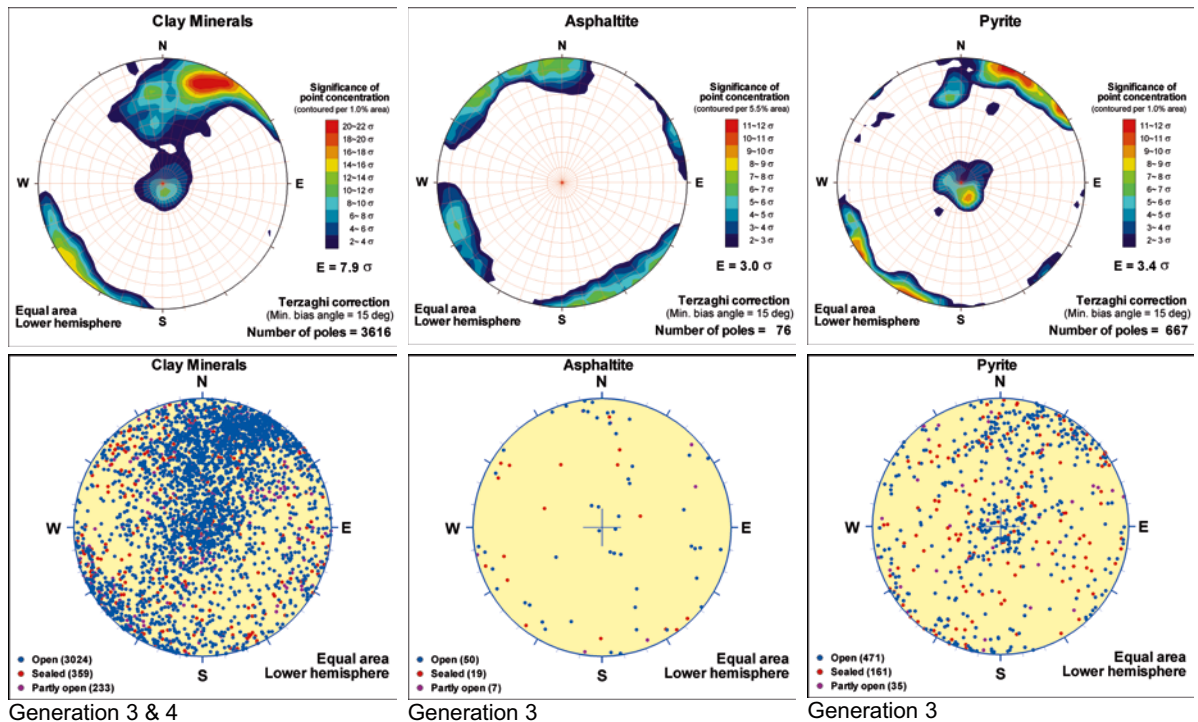 Clay Minerals
N
W
E
S
Significance of
point concentration
(contoured per 1.0% area)
20~22 σ
18~20 σ
16~18 σ
14~16 σ
12~14 σ
10~12 σ
8~10 σ
6~8 σ
4~6 σ
2~4 σ
E = 7.9 σ
Equal area
Lower hemisphere
Terzaghi correction
(Min. bias angle = 15 deg)
Number of poles = 3616
Asphaltite
N
W
E
S
Significance of
point concentration
(contoured per 5.5% area)
11~12 σ
10~11 σ
9~10 σ
8~9 σ
7~8 σ
6~7 σ
5~6 σ
4~5 σ
3~4 σ
2~3 σ
E = 3.0 σ
Equal area
Lower hemisphere
Terzaghi correction
(Min. bias angle = 15 deg)
Number of poles = 76
Pyrite
N
W
E
S
Significance of
point concentration
(contoured per 1.0% area)
11~12 σ
10~11 σ
9~10 σ
8~9 σ
7~8 σ
6~7 σ
5~6 σ
4~5 σ
3~4 σ
2~3 σ
E = 3.4 σ
Equal area
Lower hemisphere
Terzaghi correction
(Min. bias angle = 15 deg)
Number of poles = 667
Clay Minerals
N
W
E
S
Open (3024)
Sealed (359)
Partly open (233)
Equal area
Lower hemisphere
Generation 3 & 4
Asphaltite
N
W
E
S
Open (50)
Sealed (19)
Partly open (7)
Equal area
Lower hemisphere
Generation 3
Pyrite
N
W
E
S
Open (471)
Sealed (161)
Partly open (35)
Equal area
Lower hemisphere
Generation 3